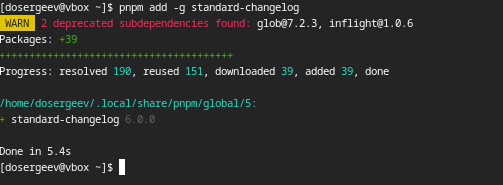 [dosergeev@vbox ~]$ pnpm add -g standard-changelog
WARN 2 deprecated subdependencies found: glob@7.2.3, inflight@1.0.6
Packages: +39
+++++++++++++++++++++++++++++++++++++++
Progress: resolved 190, reused 151, downloaded 39, added 39, done
/home/dosergeev/.local/share/pnpm/global/5:
+ standard-changelog 6.0.0
Done in 5.4s
[dosergeev@vbox ~]$